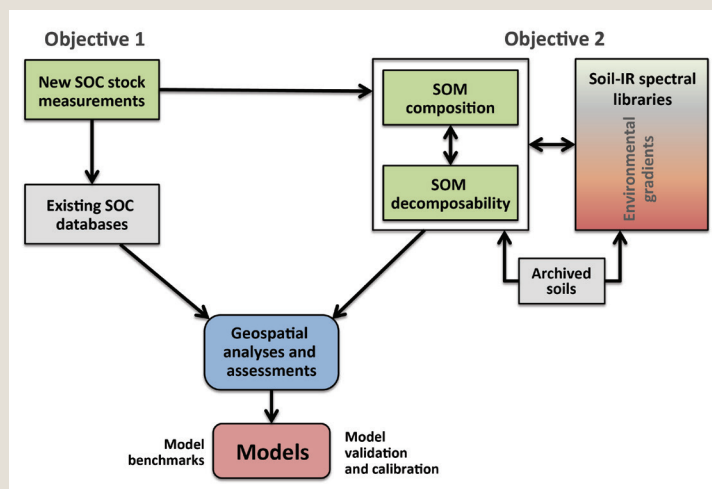 Objective 1
Objective 2
New SOC stock
measurements
SOM
composition
Soil-IR spectral
libraries
Environmental
gradients
SOM
decomposability
Existing SOC
databases
Archived
soils
Geospatial
analyses and
assessments
Model
benchmarks
Models
Model
validation
and calibration